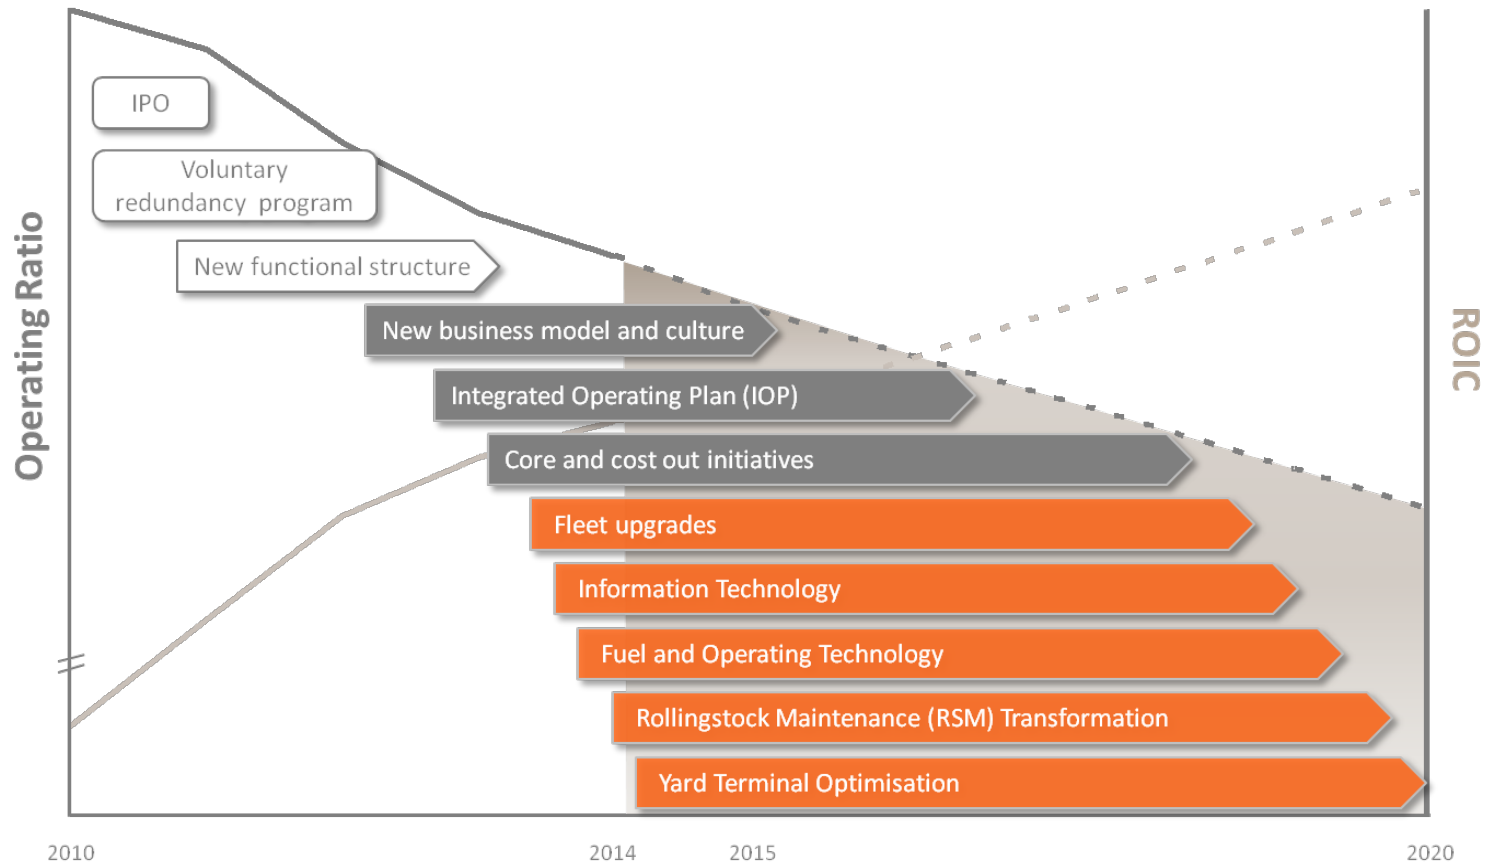 IPO
Voluntary
redundancy program
New functional structure
Operating Ratio
New business model and culture
ROIC
Integrated Operating Plan (IOP)
Core and cost out initiatives
Fleet upgrades
Information Technology
Fuel and Operating Technology
Rollingstock Maintenance (RSM) Transformation
Yard Terminal Optimisation
2010
2014
2015
2020